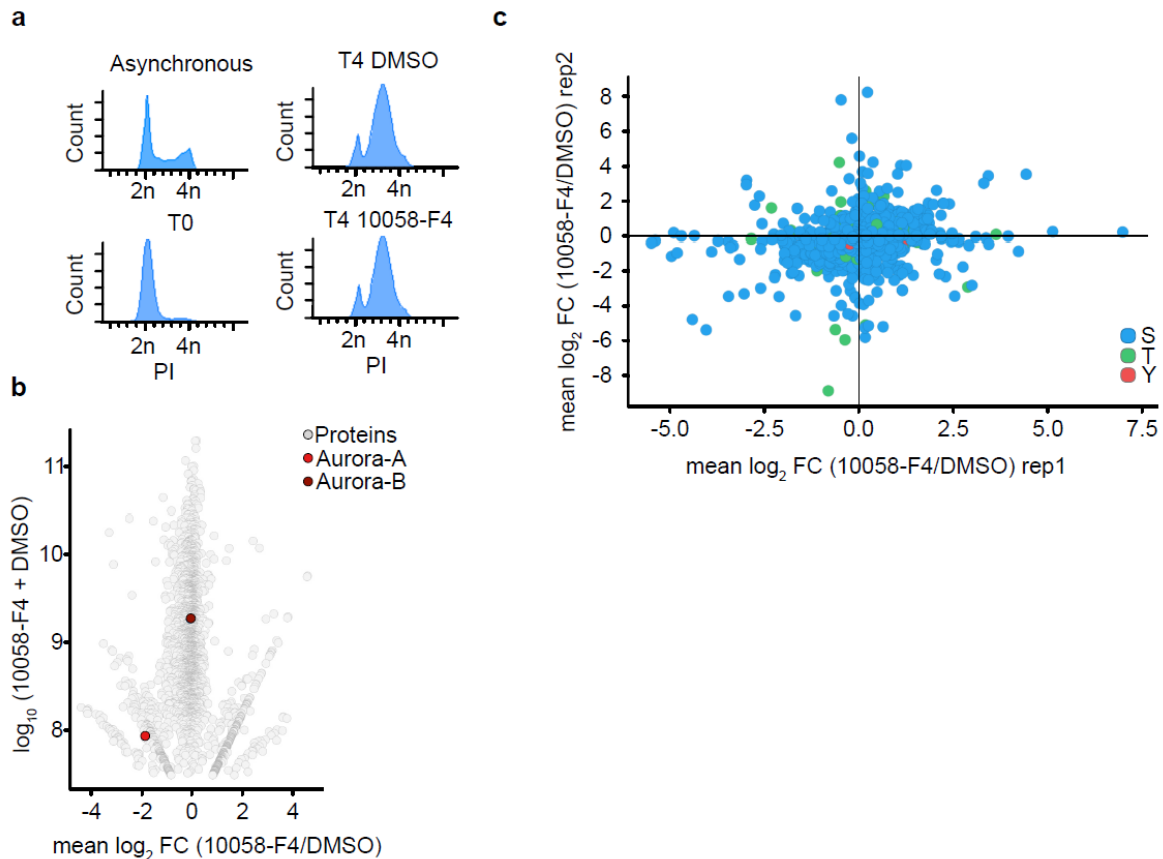 a
Asynchronous
Count
2n 4n
T4 DMSO
Count
2n 4n
T0
Count
2n 4n
PI
T4 10058-F4
Count
2n 4n
PI
b
Proteins
Aurora-A
Aurora-B
log₁₀ (10058-F4 + DMSO)
11
10
9
8
-4 -2 0 2 4
mean log₂ FC (10058-F4/DMSO)
c
mean log₂ FC (10058-F4/DMSO) rep2
8
6
4
2
0
-2
-4
-6
-8
S
T
Y
-5.0 -2.5 0.0 2.5 5.0 7.5
mean log₂ FC (10058-F4/DMSO) rep1